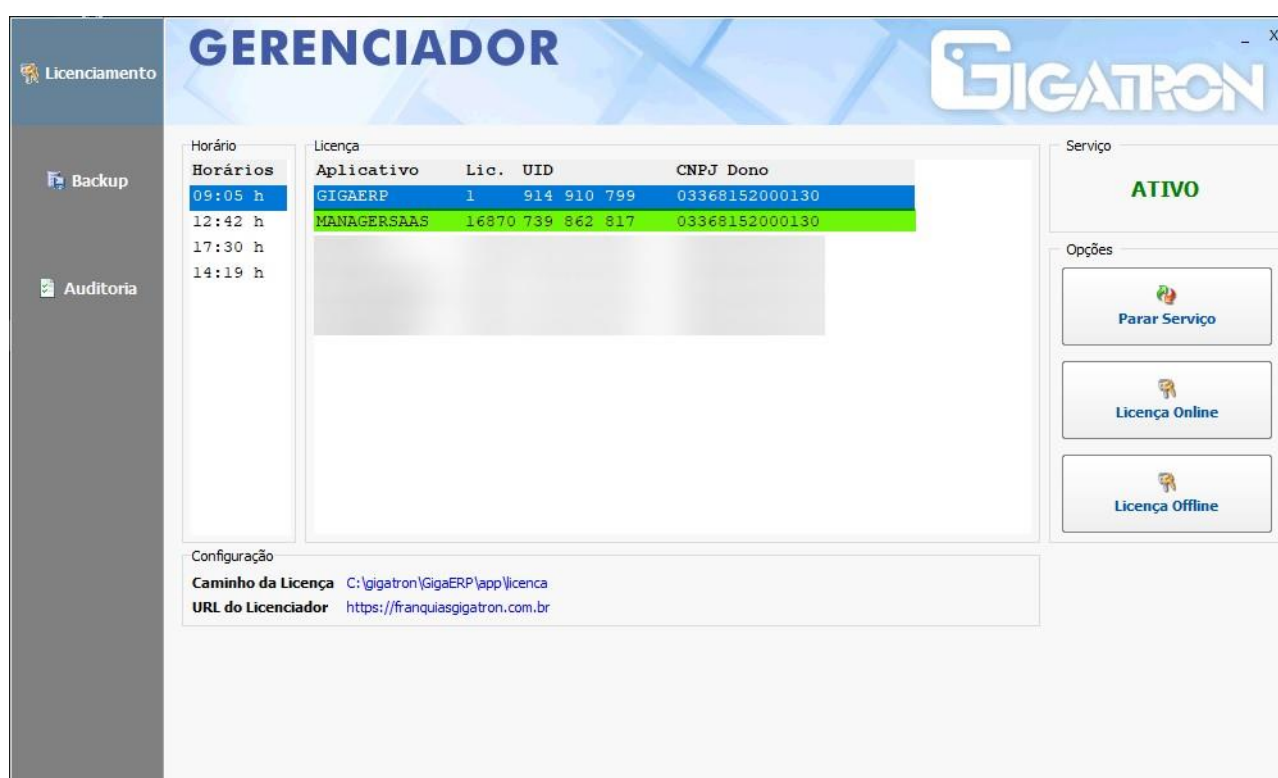 GERENCIADOR
GIGATRON
_ X
Licenciamento
Backup
Auditoria
Horário
Horários
09:05 h
12:42 h
17:30 h
14:19 h
Licença
Aplicativo Lic. UID CNPJ Dono
GIGAERP 1 914 910 799 03368152000130
MANAGERSAAS 16870 739 862 817 03368152000130
Serviço
ATIVO
Opções
Parar Serviço
Licença Online
Licença Offline
Configuração
Caminho da Licença C:\gigatron\GigaERP\app\licenca
URL do Licenciador https://franquiasgigatron.com.br